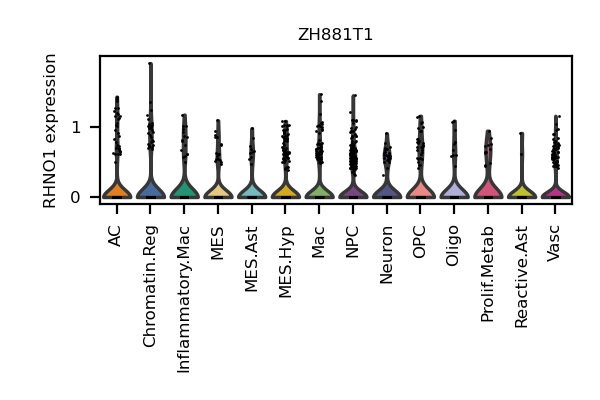 ZH881T1
RHNO1 expression
1
0
AC
Chromatin.Reg
Inflammatory.Mac
MES
MES.Ast
MES.Hyp
Mac
NPC
Neuron
OPC
Oligo
Prolif.Metab
Reactive.Ast
Vasc